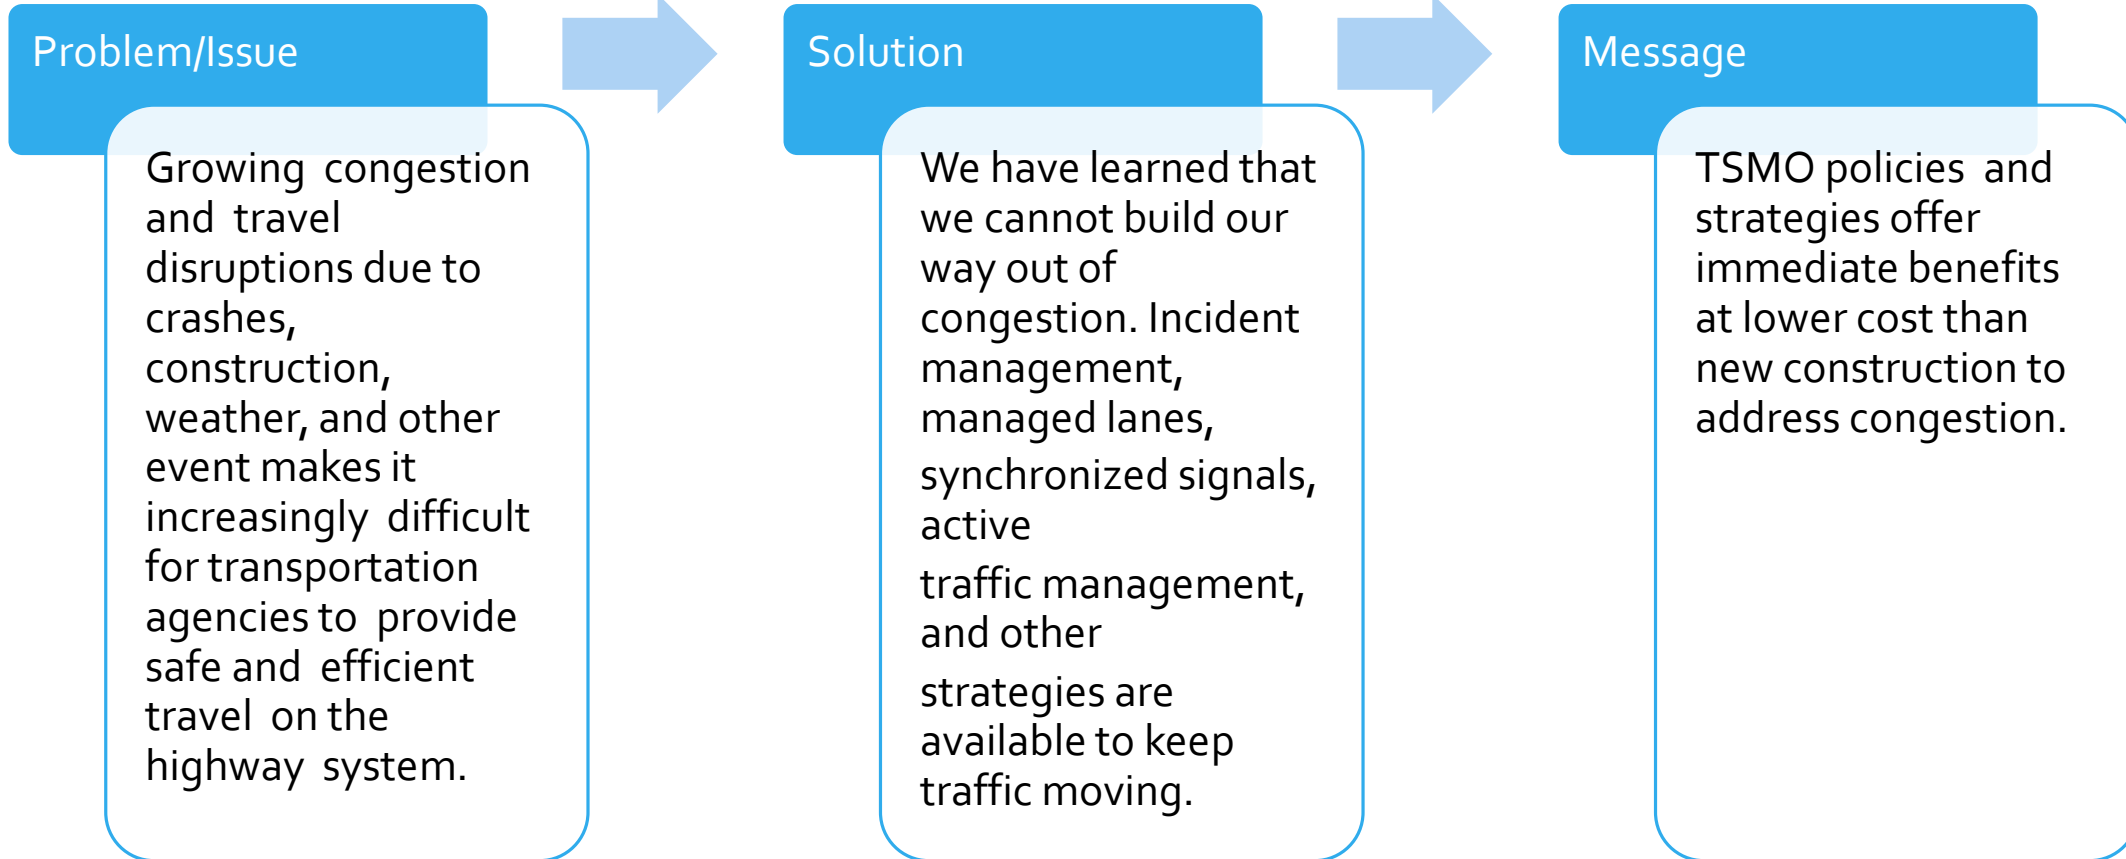 Problem/Issue
Growing congestion
and travel
disruptions due to
crashes,
construction,
weather, and other
event makes it
increasingly difficult
for transportation
agencies to provide
safe and efficient
travel on the
highway system.
Solution
We have learned that
we cannot build our
way out of
congestion. Incident
management,
managed lanes,
synchronized signals,
active
traffic management,
and other
strategies are
available to keep
traffic moving.
Message
TSMO policies and
strategies offer
immediate benefits
at lower cost than
new construction to
address congestion.